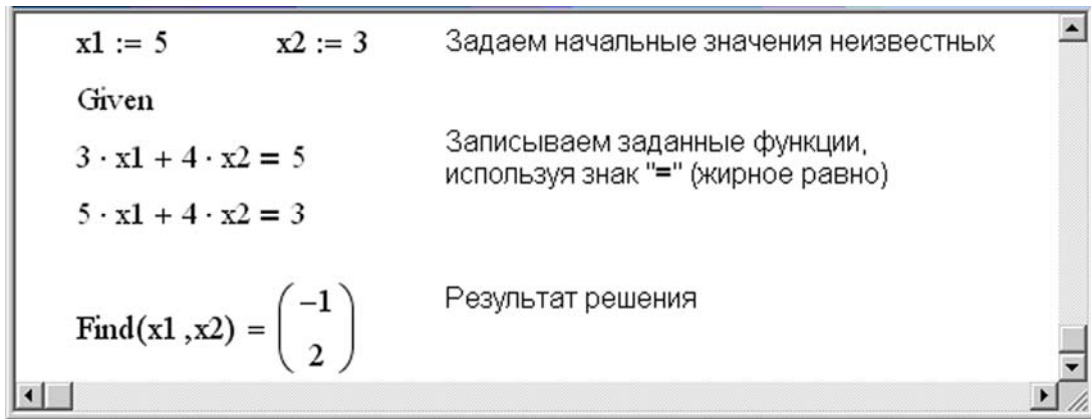 x1 := 5 x2 := 3 Задаем начальные значения неизвестных
Given
3 · x1 + 4 · x2 = 5 Записываем заданные функции,
используя знак "=" (жирное равно)
5 · x1 + 4 · x2 = 3
Find(x1 ,x2) = (−1 Результат решения
2)